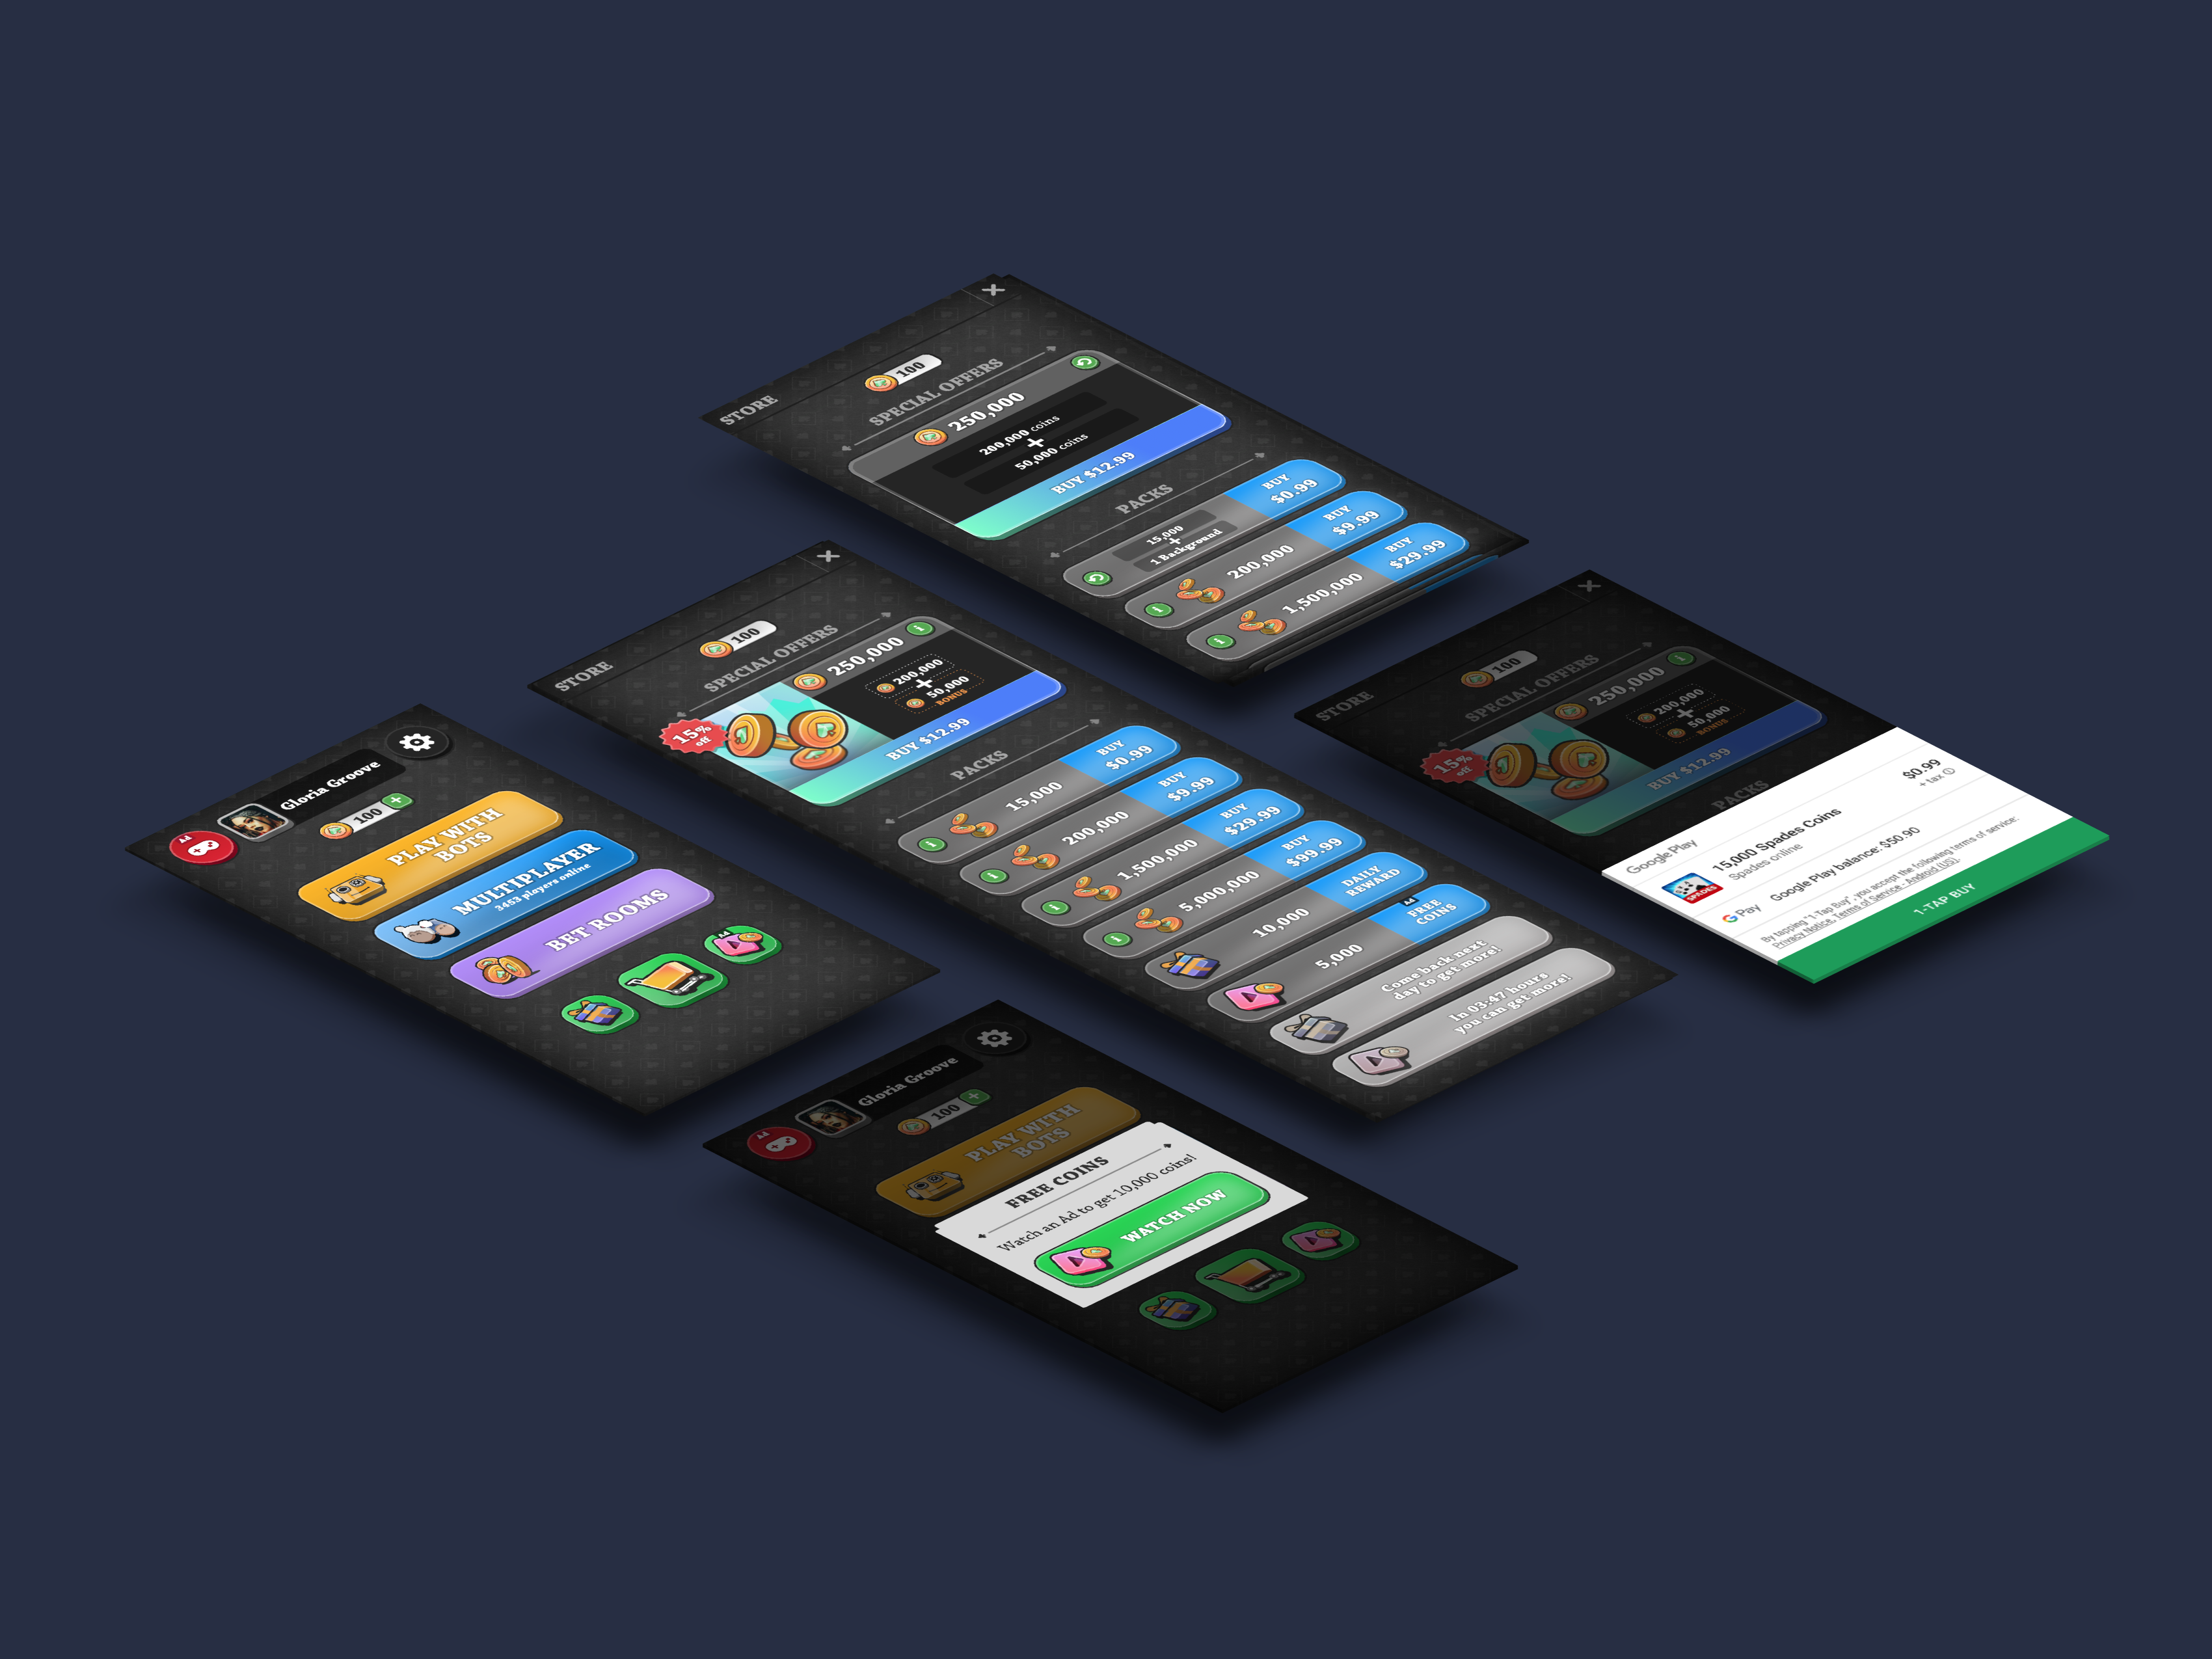 STORE
100
SPECIAL OFFERS
250,000
200,000 coins
+
50,000 coins
BUY $12.99
PACKS
15,000
+
1 Background
BUY
$0.99
200,000
BUY
$9.99
1,500,000
BUY
$29.99
STORE
100
SPECIAL OFFERS
15%
off
250,000
200,000
+
50,000
BONUS
BUY $12.99
PACKS
15,000
BUY
$0.99
200,000
BUY
$9.99
1,500,000
BUY
$29.99
5,000,000
BUY
$99.99
10,000
DAILY
REWARD
5,000
Ad
FREE
COINS
Come back next
day to get more!
In 03:47 hours
you can get more!
STORE
100
SPECIAL OFFERS
15%
off
250,000
200,000
+
50,000
BONUS
BUY $12.99
PACKS
Google Play
SPADES
15,000 Spades Coins
Spades online
$0.99
+ tax
G Pay
Google Play balance: $50.90
By tapping "1-Tap Buy", you accept the following terms of service:
Privacy Notice, Terms of Service - Android (US).
1-TAP BUY
Ad
Gloria Groove
100
PLAY WITH
BOTS
MULTIPLAYER
3453 players online
BET ROOMS
Ad
Ad
Gloria Groove
100
PLAY WITH
BOTS
FREE COINS
Watch an Ad to get 10,000 coins!
WATCH NOW